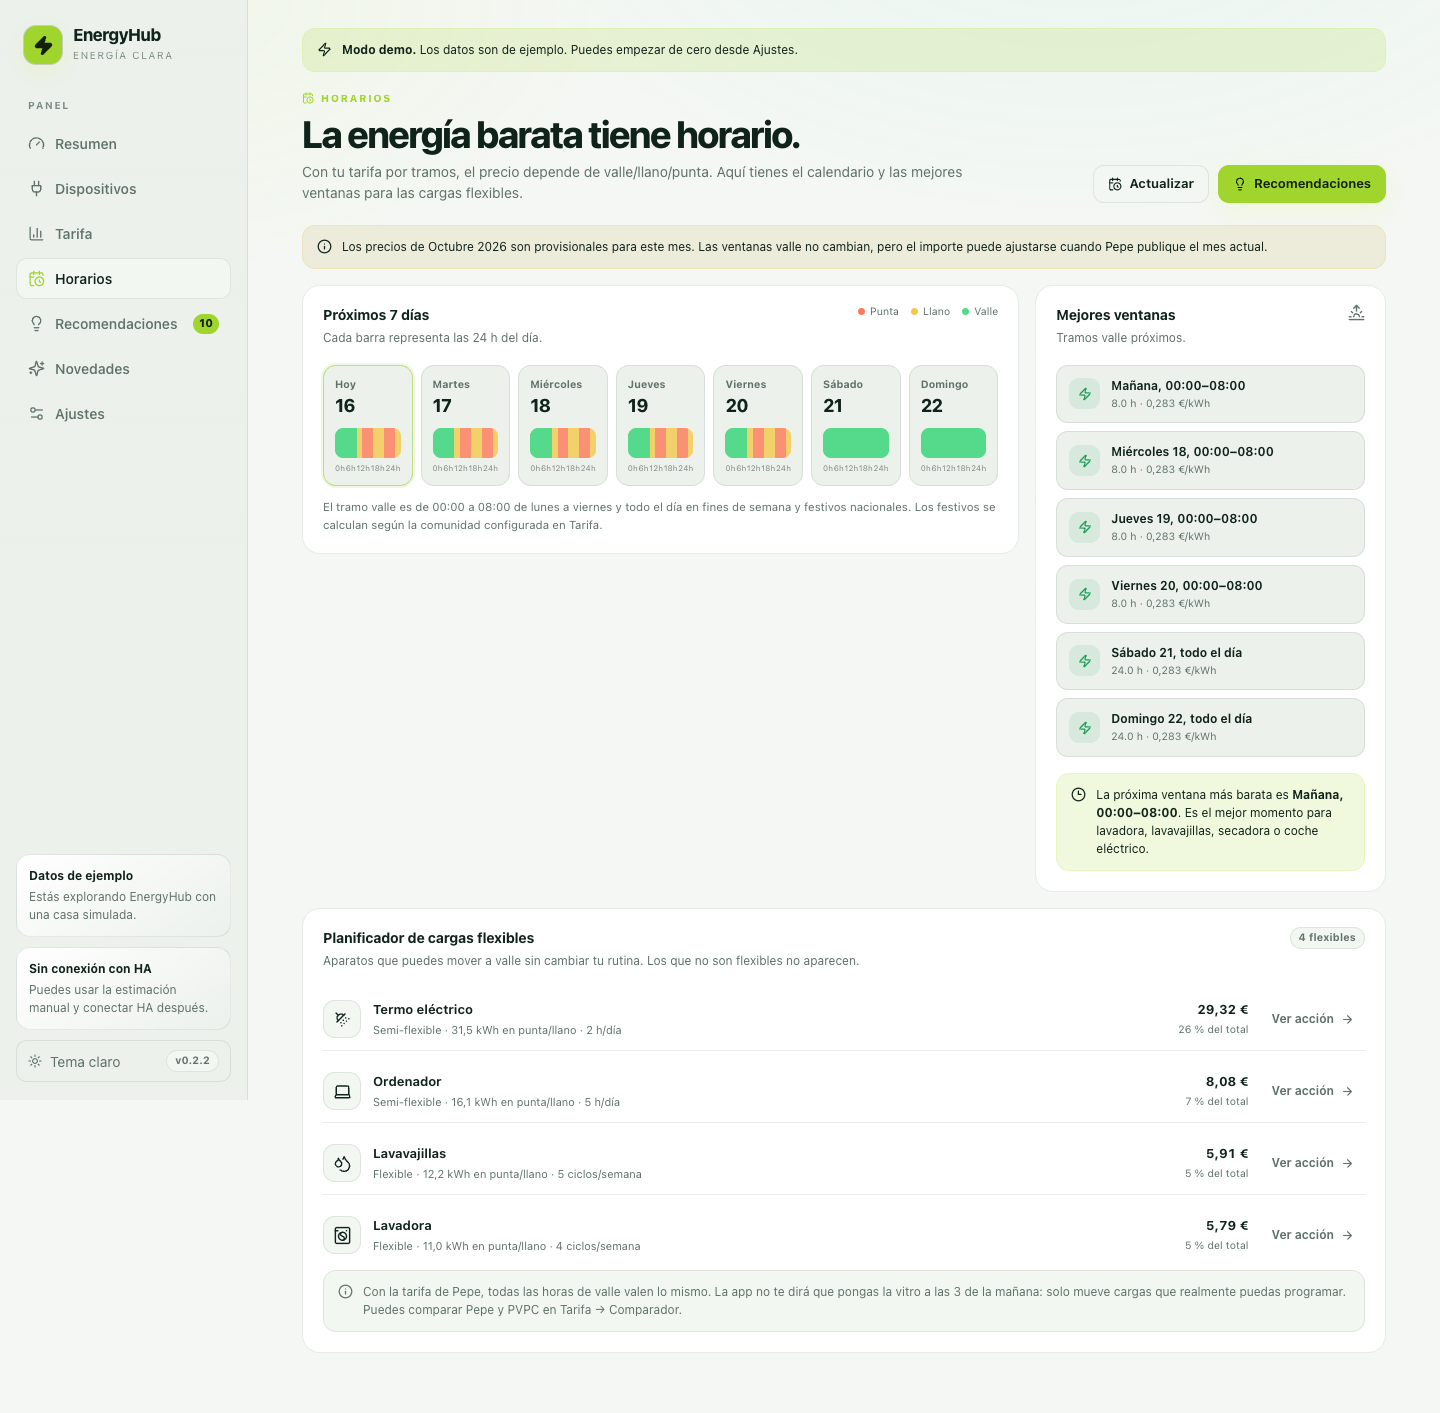 EnergyHub
ENERGÍA CLARA
PANEL
Resumen
Dispositivos
Tarifa
Horarios
Recomendaciones 10
Novedades
Ajustes
Datos de ejemplo
Estás explorando EnergyHub con
una casa simulada.
Sin conexión con HA
Puedes usar la estimación
manual y conectar HA después.
Tema claro v0.2.2
Modo demo. Los datos son de ejemplo. Puedes empezar de cero desde Ajustes.
HORARIOS
La energía barata tiene horario.
Con tu tarifa por tramos, el precio depende de valle/llano/punta. Aquí tienes el calendario y las mejores
ventanas para las cargas flexibles.
Actualizar
Recomendaciones
Los precios de Octubre 2026 son provisionales para este mes. Las ventanas valle no cambian, pero el importe puede ajustarse cuando Pepe publique el mes actual.
Próximos 7 días
Punta Llano Valle
Cada barra representa las 24 h del día.
Hoy
16
0h6h12h18h24h
Martes
17
0h6h12h18h24h
Miércoles
18
0h6h12h18h24h
Jueves
19
0h6h12h18h24h
Viernes
20
0h6h12h18h24h
Sábado
21
0h6h12h18h24h
Domingo
22
0h6h12h18h24h
El tramo valle es de 00:00 a 08:00 de lunes a viernes y todo el día en fines de semana y festivos nacionales. Los festivos se
calculan según la comunidad configurada en Tarifa.
Mejores ventanas
Tramos valle próximos.
Mañana, 00:00–08:00
8.0 h · 0,283 €/kWh
Miércoles 18, 00:00–08:00
8.0 h · 0,283 €/kWh
Jueves 19, 00:00–08:00
8.0 h · 0,283 €/kWh
Viernes 20, 00:00–08:00
8.0 h · 0,283 €/kWh
Sábado 21, todo el día
24.0 h · 0,283 €/kWh
Domingo 22, todo el día
24.0 h · 0,283 €/kWh
La próxima ventana más barata es Mañana,
00:00–08:00. Es el mejor momento para
lavadora, lavavajillas, secadora o coche
eléctrico.
Planificador de cargas flexibles
4 flexibles
Aparatos que puedes mover a valle sin cambiar tu rutina. Los que no son flexibles no aparecen.
Termo eléctrico
Semi-flexible · 31,5 kWh en punta/llano · 2 h/día
29,32 €
26 % del total
Ver acción →
Ordenador
Semi-flexible · 16,1 kWh en punta/llano · 5 h/día
8,08 €
7 % del total
Ver acción →
Lavavajillas
Flexible · 12,2 kWh en punta/llano · 5 ciclos/semana
5,91 €
5 % del total
Ver acción →
Lavadora
Flexible · 11,0 kWh en punta/llano · 4 ciclos/semana
5,79 €
5 % del total
Ver acción →
Con la tarifa de Pepe, todas las horas de valle valen lo mismo. La app no te dirá que pongas la vitro a las 3 de la mañana: solo mueve cargas que realmente puedas programar.
Puedes comparar Pepe y PVPC en Tarifa → Comparador.